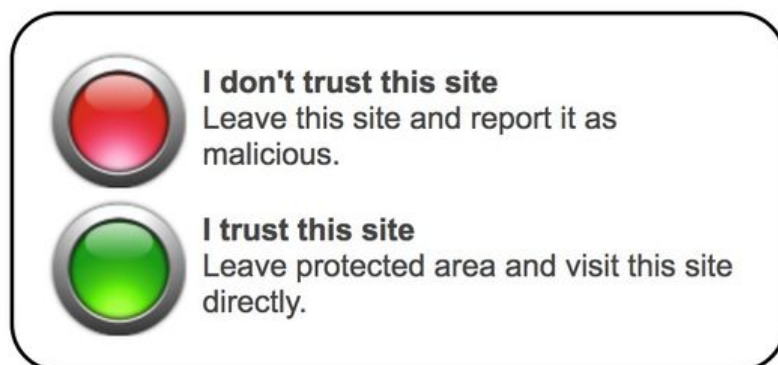 I don't trust this site
Leave this site and report it as
malicious.
I trust this site
Leave protected area and visit this site
directly.